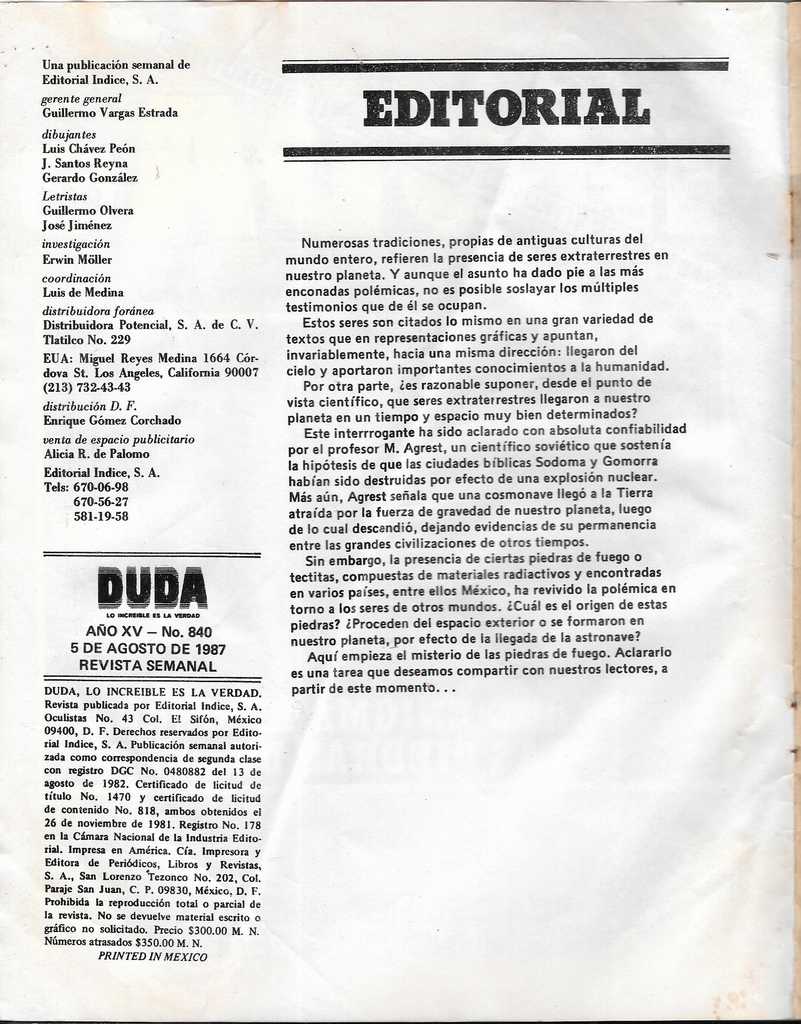 Una publicación semanal de
Editorial Indice, S. A.
gerente general
Guillermo Vargas Estrada
dibujantes
Luis Chávez Peón
J. Santos Reyna
Gerardo González
Letristas
Guillermo Olvera
José Jiménez
investigación
Erwin Möller
coordinación
Luis de Medina
distribuidora foránea
Distribuidora Potencial, S. A. de C. V.
Tlatilco No. 229
EUA: Miguel Reyes Medina 1664 Cór-
dova St. Los Angeles, California 90007
(213) 732-43-43
distribución D. F.
Enrique Gómez Corchado
venta de espacio publicitario
Alicia R. de Palomo
Editorial Indice, S. A.
Tels: 670-06-98
670-56-27
581-19-58
DUDA
LO INCREIBLE ES LA VERDAD
AÑO XV — No. 840
5 DE AGOSTO DE 1987
REVISTA SEMANAL
DUDA, LO INCREIBLE ES LA VERDAD.
Revista publicada por Editorial Indice, S. A.
Oculistas No. 43 Col. El Sifón, México
09400, D. F. Derechos reservados por Edito-
rial Indice, S. A. Publicación semanal autori-
zada como correspondencia de segunda clase
con registro DGC No. 0480882 del 13 de
agosto de 1982. Certificado de licitud de
título No. 1470 y certificado de licitud
de contenido No. 818, ambos obtenidos el
26 de noviembre de 1981. Registro No. 178
en la Cámara Nacional de la Industria Edito-
rial. Impresa en América. Cía. Impresora y
Editora de Periódicos, Libros y Revistas,
S. A., San Lorenzo Tezonco No. 202, Col.
Paraje San Juan, C. P. 09830, México, D. F.
Prohibida la reproducción total o parcial de
la revista. No se devuelve material escrito o
gráfico no solicitado. Precio $300.00 M. N.
Números atrasados $350.00 M. N.
PRINTED IN MEXICO
EDITORIAL
Numerosas tradiciones, propias de antiguas culturas del
mundo entero, refieren la presencia de seres extraterrestres en
nuestro planeta. Y aunque el asunto ha dado pie a las más
enconadas polémicas, no es posible soslayar los múltiples
testimonios que de él se ocupan.
Estos seres son citados lo mismo en una gran variedad de
textos que en representaciones gráficas y apuntan,
invariablemente, hacia una misma dirección: llegaron del
cielo y aportaron importantes conocimientos a la humanidad.
Por otra parte, ¿es razonable suponer, desde el punto de
vista científico, que seres extraterrestres llegaron a nuestro
planeta en un tiempo y espacio muy bien determinados?
Este interrrogante ha sido aclarado con absoluta confiabilidad
por el profesor M. Agrest, un científico soviético que sostenía
la hipótesis de que las ciudades bíblicas Sodoma y Gomorra
habían sido destruidas por efecto de una explosión nuclear.
Más aún, Agrest señala que una cosmonave llegó a la Tierra
atraída por la fuerza de gravedad de nuestro planeta, luego
de lo cual descendió, dejando evidencias de su permanencia
entre las grandes civilizaciones de otros tiempos.
Sin embargo, la presencia de ciertas piedras de fuego o
tectitas, compuestas de materiales radiactivos y encontradas
en varios países, entre ellos México, ha revivido la polémica en
torno a los seres de otros mundos. ¿Cuál es el origen de estas
piedras? ¿Proceden del espacio exterior o se formaron en
nuestro planeta, por efecto de la llegada de la astronave?
Aquí empieza el misterio de las piedras de fuego. Aclararlo
es una tarea que deseamos compartir con nuestros lectores, a
partir de este momento. . .